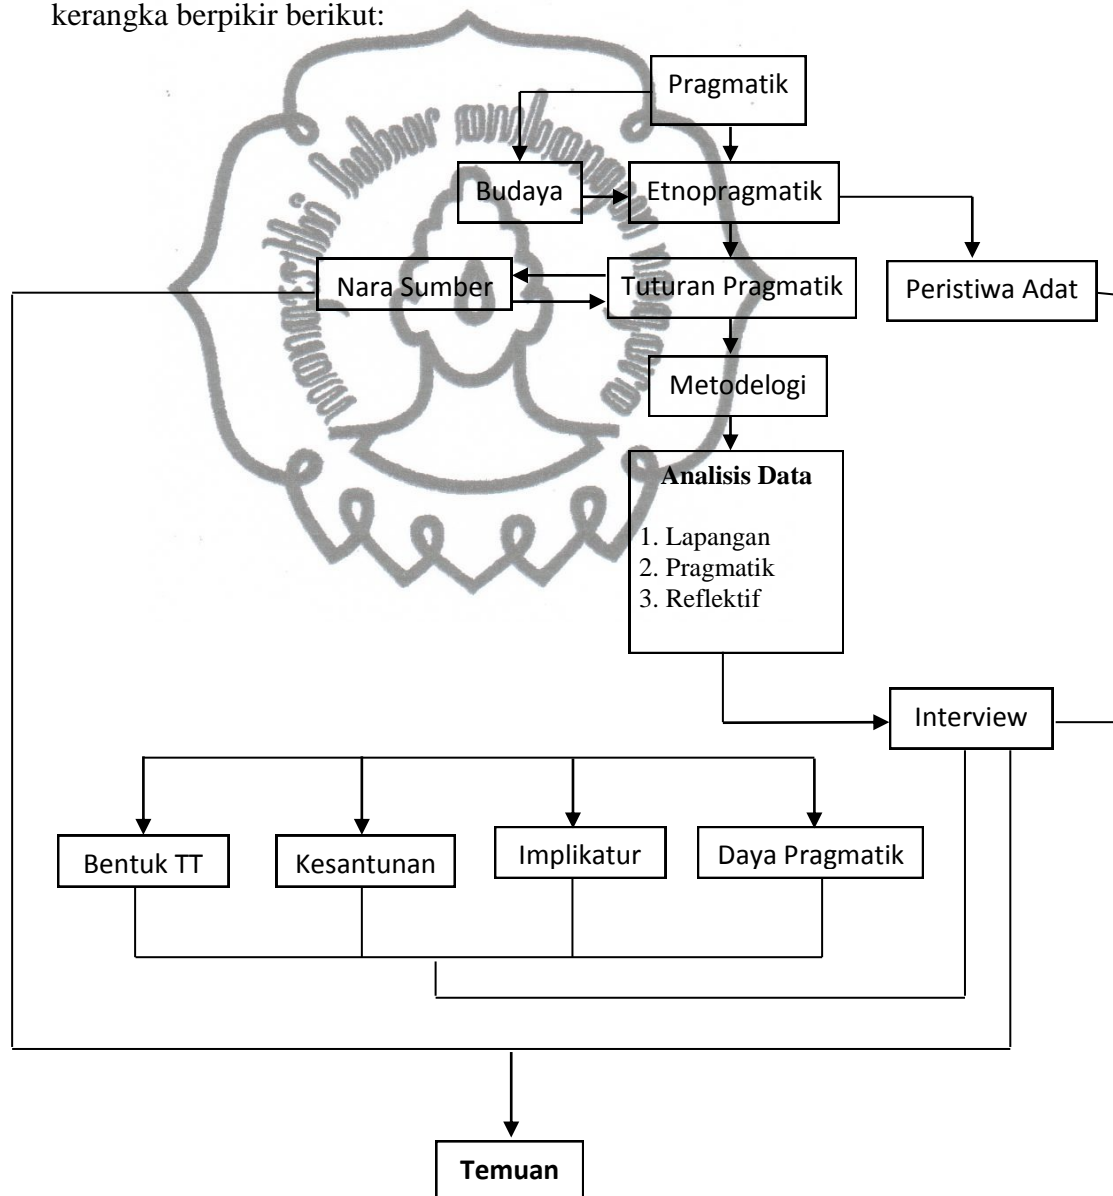 kerangka berpikir berikut:
Pragmatik
Budaya
Etnopragmatik
Nara Sumber
Tuturan Pragmatik
Peristiwa Adat
Metodelogi
Analisis Data
1. Lapangan
2. Pragmatik
3. Reflektif
Interview
Bentuk TT
Kesantunan
Implikatur
Daya Pragmatik
Temuan